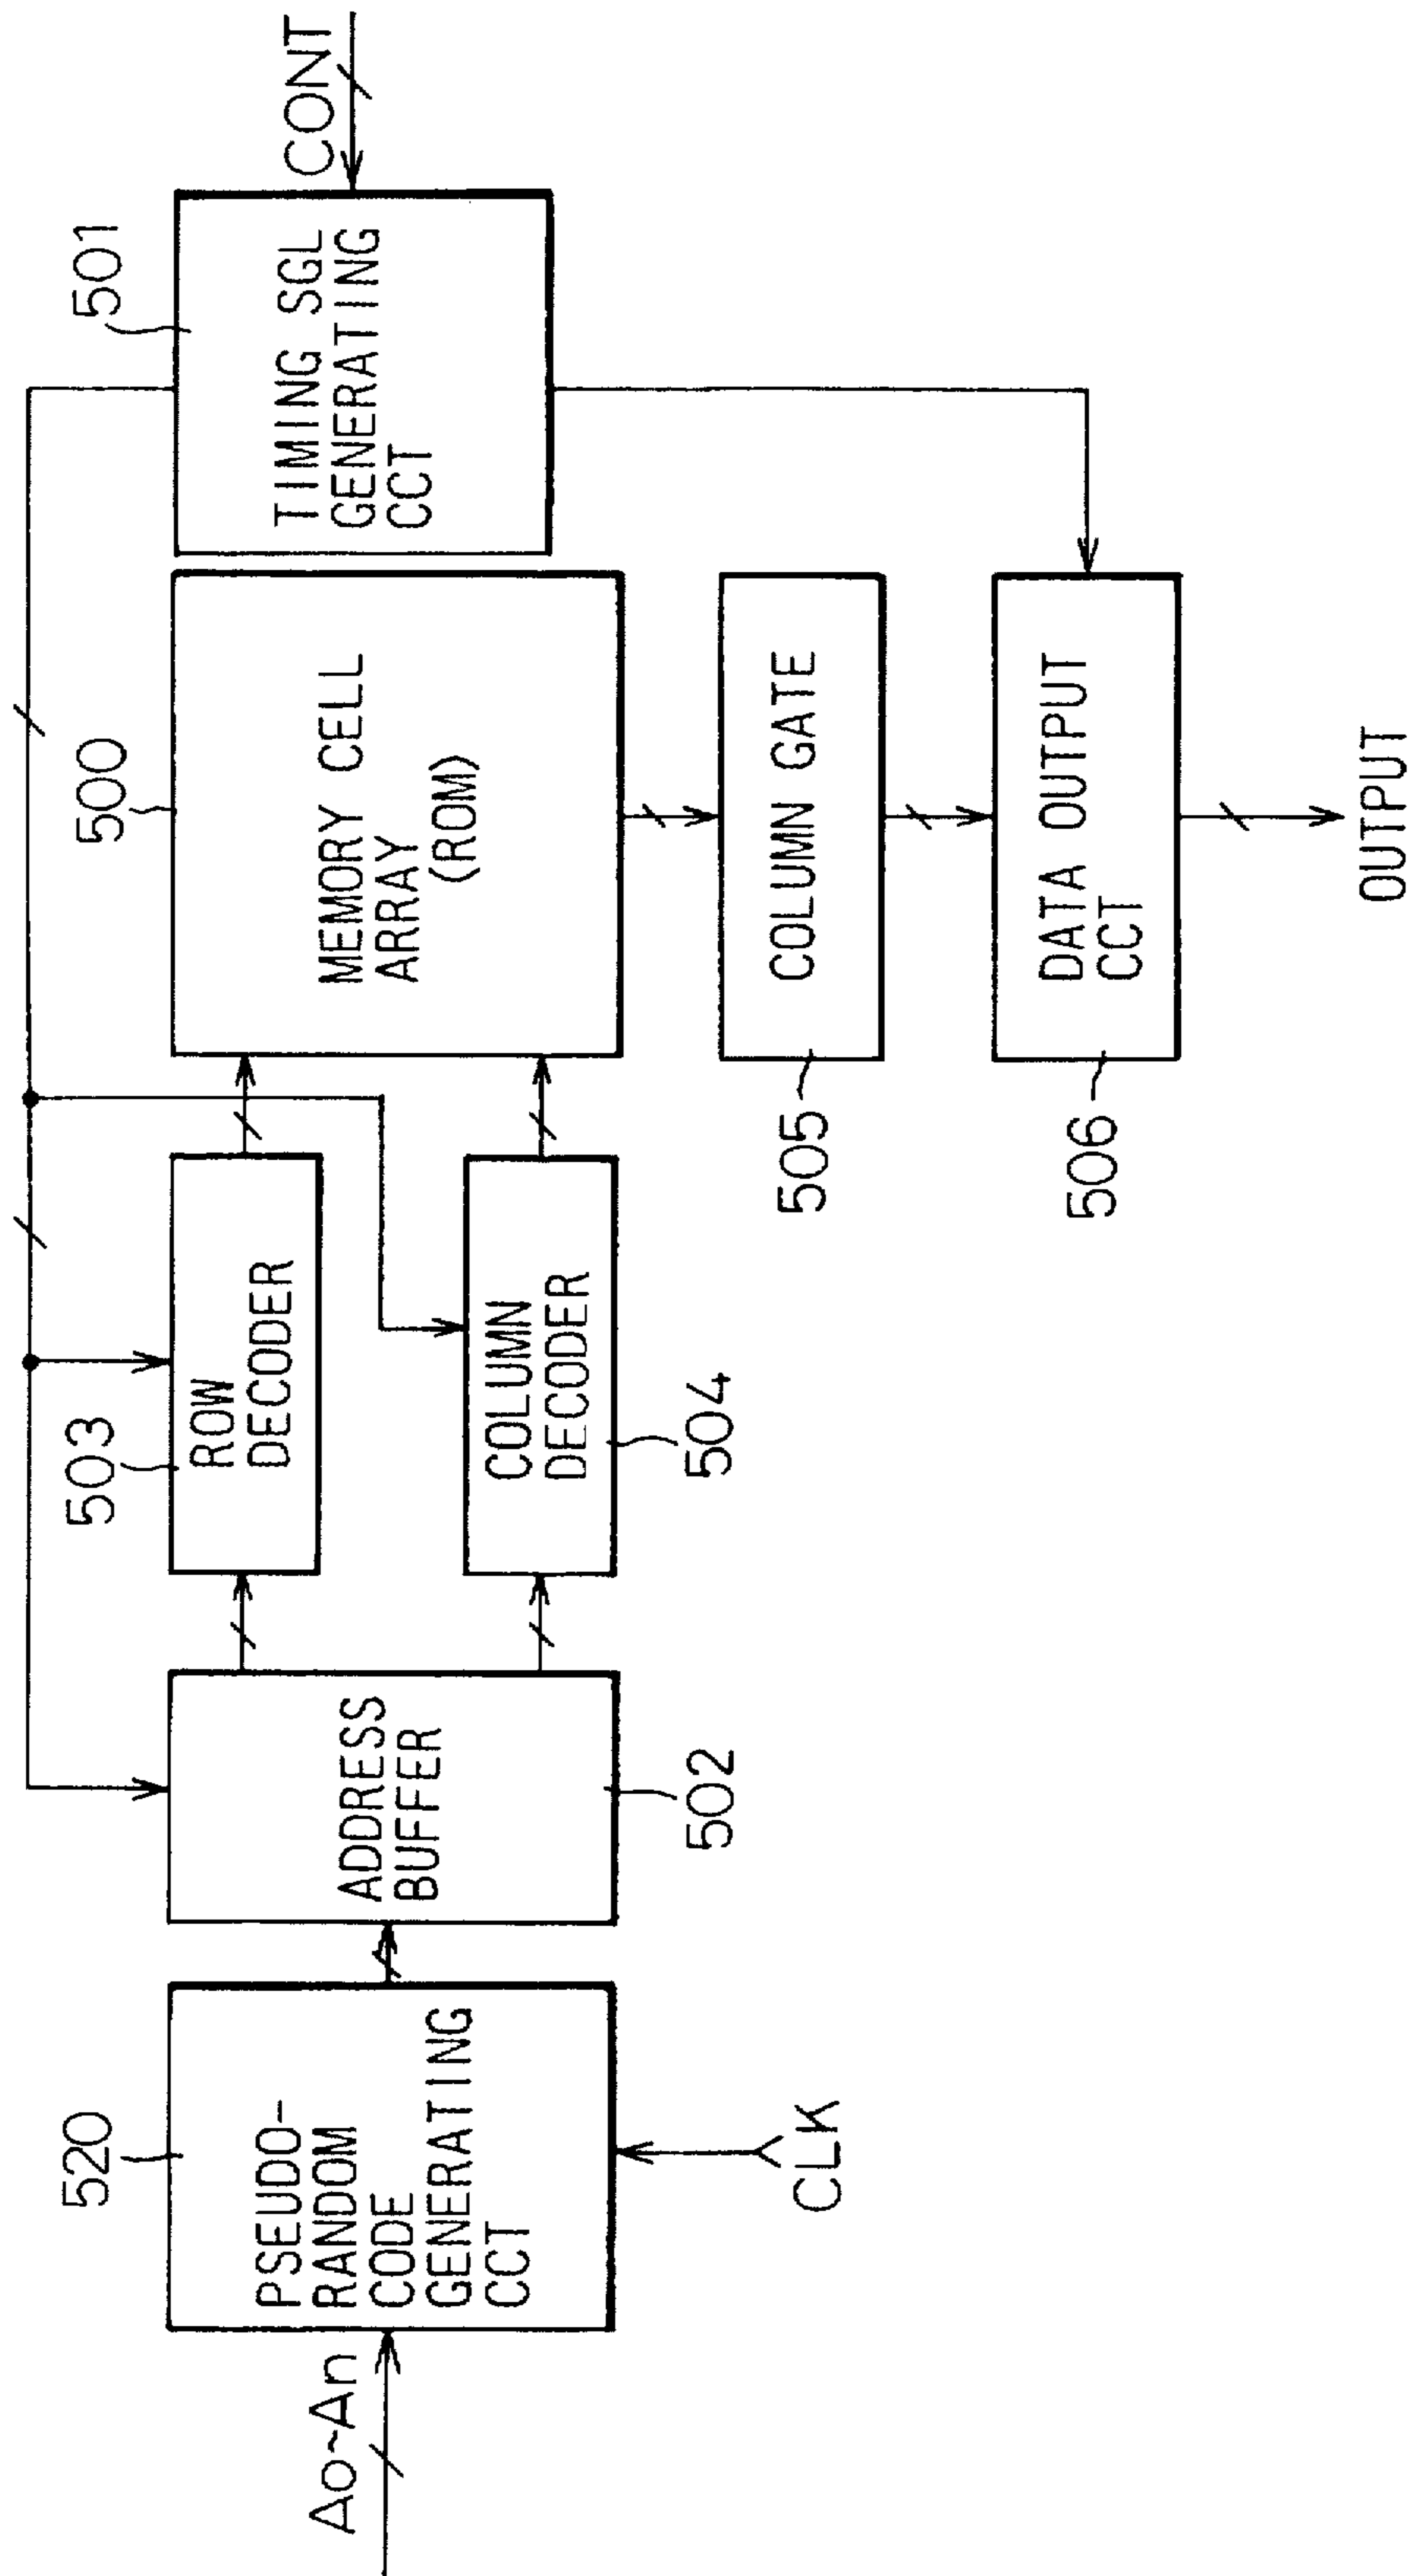 Ao~An
520
PSEUDO-
RANDOM
CODE
GENERATING
CCT
CLK
ADDRESS
BUFFER
502
503
ROW
DECODER
COLUMN
DECODER
504
500
MEMORY CELL
ARRAY
(ROM)
501
TIMING SGL
GENERATING
CCT
CONT
COLUMN GATE
505
DATA OUTPUT
CCT
506
OUTPUT